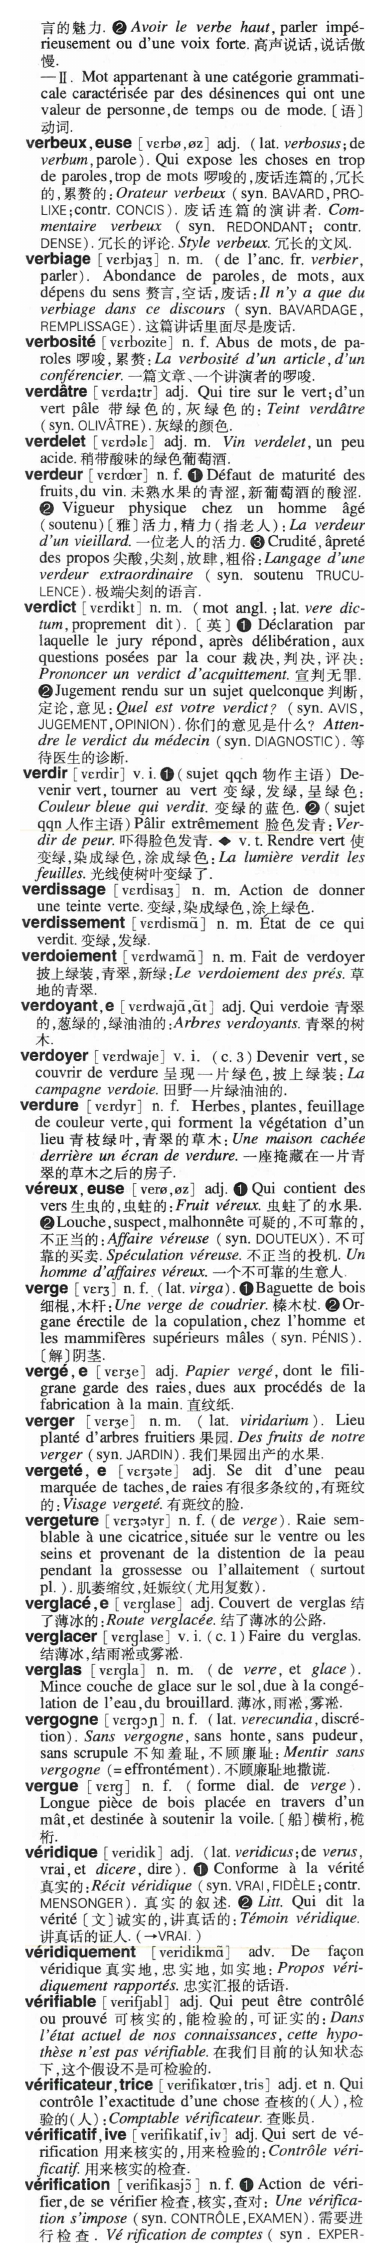 言的魅力. ❷ Avoir le verbe haut, parler impé-
rieusement ou d'une voix forte. 高声说话,说话傲
慢.
—Ⅱ. Mot appartenant à une catégorie grammati-
cale caractérisée par des désinences qui ont une
valeur de personne, de temps ou de mode.〔语〕
动词.
verbeux, euse [vɛrbø,øz] adj. (lat. verbosus; de
verbum, parole). Qui expose les choses en trop
de paroles, trop de mots 啰唆的,废话连篇的,冗长
的,累赘的: Orateur verbeux (syn. BAVARD, PRO-
LIXE; contr. CONCIS). 废话连篇的演讲者. Com-
mentaire verbeux (syn. REDONDANT; contr.
DENSE). 冗长的评论. Style verbeux. 冗长的文风.
verbiage [vɛrbjaʒ] n. m. (de l'anc. fr. verbier,
parler). Abondance de paroles, de mots, aux
dépens du sens 赘言,空话,废话: Il n'y a que du
verbiage dans ce discours (syn. BAVARDAGE,
REMPLISSAGE). 这篇讲话里面尽是废话.
verbosité [vɛrbozite] n. f. Abus de mots, de pa-
roles 啰唆,累赘: La verbosité d'un article, d'un
conférencier. 一篇文章、一个讲演者的啰唆.
verdâtre [vɛrdaːtr] adj. Qui tire sur le vert; d'un
vert pâle 带绿色的,灰绿色的: Teint verdâtre
(syn. OLIVÂTRE). 灰绿的颜色.
verdelet [vɛrdəlɛ] adj. m. Vin verdelet, un peu
acide. 稍带酸味的绿色葡萄酒.
verdeur [vɛrdœr] n. f. ❶ Défaut de maturité des
fruits, du vin. 未熟水果的青涩,新葡萄酒的酸涩.
❷ Vigueur physique chez un homme âgé
(soutenu)〔雅〕活力,精力(指老人): La verdeur
d'un vieillard. 一位老人的活力. ❸ Crudité, âpreté
des propos 尖酸,尖刻,放肆,粗俗: Langage d'une
verdeur extraordinaire (syn. soutenu TRUCU-
LENCE). 极端尖刻的语言.
verdict [vɛrdikt] n. m. (mot angl.; lat. vere dic-
tum, proprement dit).〔英〕❶ Déclaration par
laquelle le jury répond, après délibération, aux
questions posées par la cour 裁决,判决,评决:
Prononcer un verdict d'acquittement. 宣判无罪.
❷ Jugement rendu sur un sujet quelconque 判断,
定论,意见: Quel est votre verdict? (syn. AVIS,
JUGEMENT, OPINION). 你们的意见是什么? Atten-
dre le verdict du médecin (syn. DIAGNOSTIC). 等
待医生的诊断.
verdir [vɛrdir] v. i. ❶ (sujet qqch 物作主语) De-
venir vert, tourner au vert 变绿,发绿,呈绿色:
Couleur bleue qui verdit. 变绿的蓝色. ❷ (sujet
qqn 人作主语) Pâlir extrêmement 脸色发青: Ver-
dir de peur. 吓得脸色发青. ◆ v. t. Rendre vert 使
变绿,染成绿色,涂成绿色: La lumière verdit les
feuilles. 光线使树叶变绿了.
verdissage [vɛrdisaʒ] n. m. Action de donner
une teinte verte. 变绿,染成绿色,涂上绿色.
verdissement [vɛrdismɑ̃] n. m. État de ce qui
verdit. 变绿,发绿.
verdoiement [vɛrdwamɑ̃] n. m. Fait de verdoyer
披上绿装,青翠,新绿: Le verdoiement des prés. 草
地的青翠.
verdoyant, e [vɛrdwajɑ̃,ɑ̃t] adj. Qui verdoie 青翠
的,葱绿的,绿油油的: Arbres verdoyants. 青翠的树
木.
verdoyer [vɛrdwaje] v. i. (c. 3) Devenir vert, se
couvrir de verdure 呈现一片绿色,披上绿装: La
campagne verdoie. 田野一片绿油油的.
verdure [vɛrdyr] n. f. Herbes, plantes, feuillage
de couleur verte, qui forment la végétation d'un
lieu 青枝绿叶,青翠的草木: Une maison cachée
derrière un écran de verdure. 一座掩藏在一片青
翠的草木之后的房子.
véreux, euse [verø,øz] adj. ❶ Qui contient des
vers 生虫的,虫蛀的: Fruit véreux. 虫蛀了的水果.
❷ Louche, suspect, malhonnête 可疑的,不可靠的,
不正当的: Affaire véreuse (syn. DOUTEUX). 不可
靠的买卖. Spéculation véreuse. 不正当的投机. Un
homme d'affaires véreux. 一个不可靠的生意人.
verge [vɛrʒ] n. f. (lat. virga). ❶ Baguette de bois
细棍,木杆: Une verge de coudrier. 榛木杖. ❷ Or-
gane érectile de la copulation, chez l'homme et
les mammifères supérieurs mâles (syn. PÉNIS).
〔解〕阴茎.
vergé, e [vɛrʒe] adj. Papier vergé, dont le fili-
grane garde des raies, dues aux procédés de la
fabrication à la main. 直纹纸.
verger [vɛrʒe] n. m. (lat. viridarium). Lieu
planté d'arbres fruitiers 果园. Des fruits de notre
verger (syn. JARDIN). 我们果园出产的水果.
vergeté, e [vɛrʒəte] adj. Se dit d'une peau
marquée de taches, de raies 有很多条纹的,有斑纹
的: Visage vergeté. 有斑纹的脸.
vergeture [vɛrʒətyr] n. f. (de verge). Raie sem-
blable à une cicatrice, située sur le ventre ou les
seins et provenant de la distention de la peau
pendant la grossesse ou l'allaitement (surtout
pl.). 肌萎缩纹,妊娠纹(尤用复数).
verglacé, e [vɛrglase] adj. Couvert de verglas 结
了薄冰的: Route verglacée. 结了薄冰的公路.
verglacer [vɛrglase] v. i. (c. 1) Faire du verglas.
结薄冰,结雨凇或雾凇.
verglas [vɛrgla] n. m. (de verre, et glace).
Mince couche de glace sur le sol, due à la congé-
lation de l'eau, du brouillard. 薄冰,雨凇,雾凇.
vergogne [vɛrgɔɲ] n. f. (lat. verecundia, discré-
tion). Sans vergogne, sans honte, sans pudeur,
sans scrupule 不知羞耻,不顾廉耻: Mentir sans
vergogne (=effrontément). 不顾廉耻地撒谎.
vergue [vɛrg] n. f. (forme dial. de verge).
Longue pièce de bois placée en travers d'un
mât, et destinée à soutenir la voile.〔船〕横桁,桅
桁.
véridique [veridik] adj. (lat. veridicus; de verus,
vrai, et dicere, dire). ❶ Conforme à la vérité
真实的: Récit véridique (syn. VRAI, FIDÈLE; contr.
MENSONGER). 真实的叙述. ❷ Litt. Qui dit la
vérité〔文〕诚实的,讲真话的: Témoin véridique.
讲真话的证人. (→VRAI.)
véridiquement [veridikmɑ̃] adv. De façon
véridique 真实地,忠实地,如实地: Propos véri-
diquement rapportés. 忠实汇报的话语.
vérifiable [verifjabl] adj. Qui peut être contrôlé
ou prouvé 可核实的,能检验的,可证实的: Dans
l'état actuel de nos connaissances, cette hypo-
thèse n'est pas vérifiable. 在我们目前的认知状态
下,这个假设不是可检验的.
vérificateur, trice [verifikatœr,tris] adj. et n. Qui
contrôle l'exactitude d'une chose 查核的(人),检
验的(人): Comptable vérificateur. 查账员.
vérificatif, ive [verifikatif,iv] adj. Qui sert de vé-
rification 用来核实的,用来检验的: Contrôle véri-
ficatif. 用来核实的检查.
vérification [verifikasjɔ̃] n. f. ❶ Action de véri-
fier, de se vérifier 检查,核实,查对: Une vérifica-
tion s'impose (syn. CONTRÔLE, EXAMEN). 需要进
行检查. Vé rification de comptes (syn. EXPER-